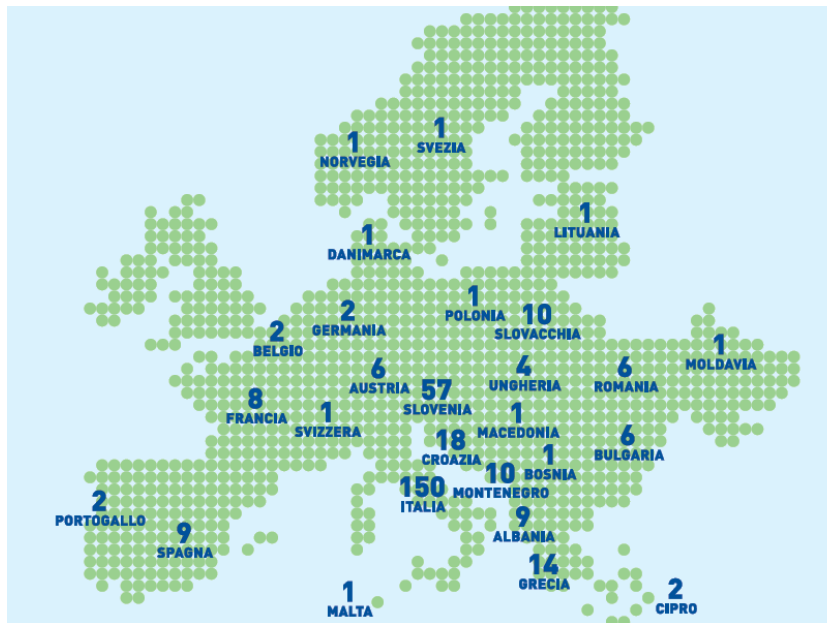 1
SVEZIA
1
NORVEGIA
1
LITUANIA
1
DANIMARCA
1
POLONIA
2
GERMANIA
10
SLOVACCHIA
2
BELGIO
1
MOLDAVIA
6
AUSTRIA
4
UNGHERIA
6
ROMANIA
57
SLOVENIA
8
FRANCIA
1
SVIZZERA
1
MACEDONIA
18
CROAZIA
6
BULGARIA
1
BOSNIA
10
MONTENEGRO
150
ITALIA
2
PORTOGALLO
9
SPAGNA
9
ALBANIA
14
GRECIA
1
MALTA
2
CIPRO